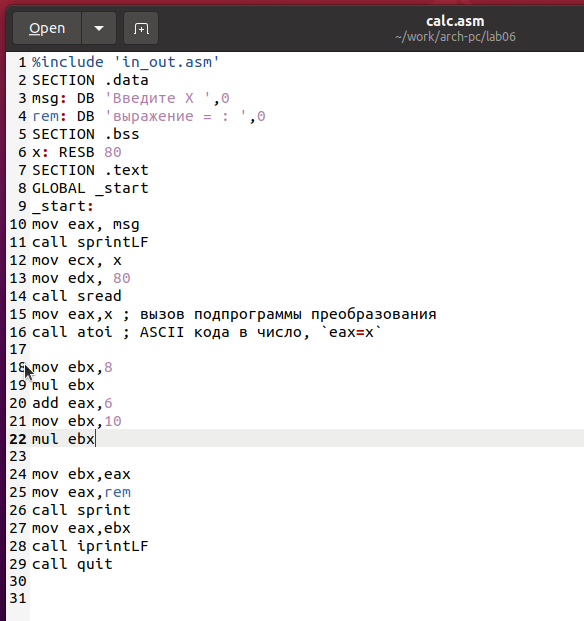 Open
calc.asm
~/work/arch-pc/lab06
1 %include 'in_out.asm'
2 SECTION .data
3 msg: DB 'Введите X ',0
4 rem: DB 'выражение = : ',0
5 SECTION .bss
6 x: RESB 80
7 SECTION .text
8 GLOBAL _start
9 _start:
10 mov eax, msg
11 call sprintLF
12 mov ecx, x
13 mov edx, 80
14 call sread
15 mov eax,x ; вызов подпрограммы преобразования
16 call atoi ; ASCII кода в число, `eax=x`
17
18 mov ebx,8
19 mul ebx
20 add eax,6
21 mov ebx,10
22 mul ebx
23
24 mov ebx,eax
25 mov eax,rem
26 call sprint
27 mov eax,ebx
28 call iprintLF
29 call quit
30
31